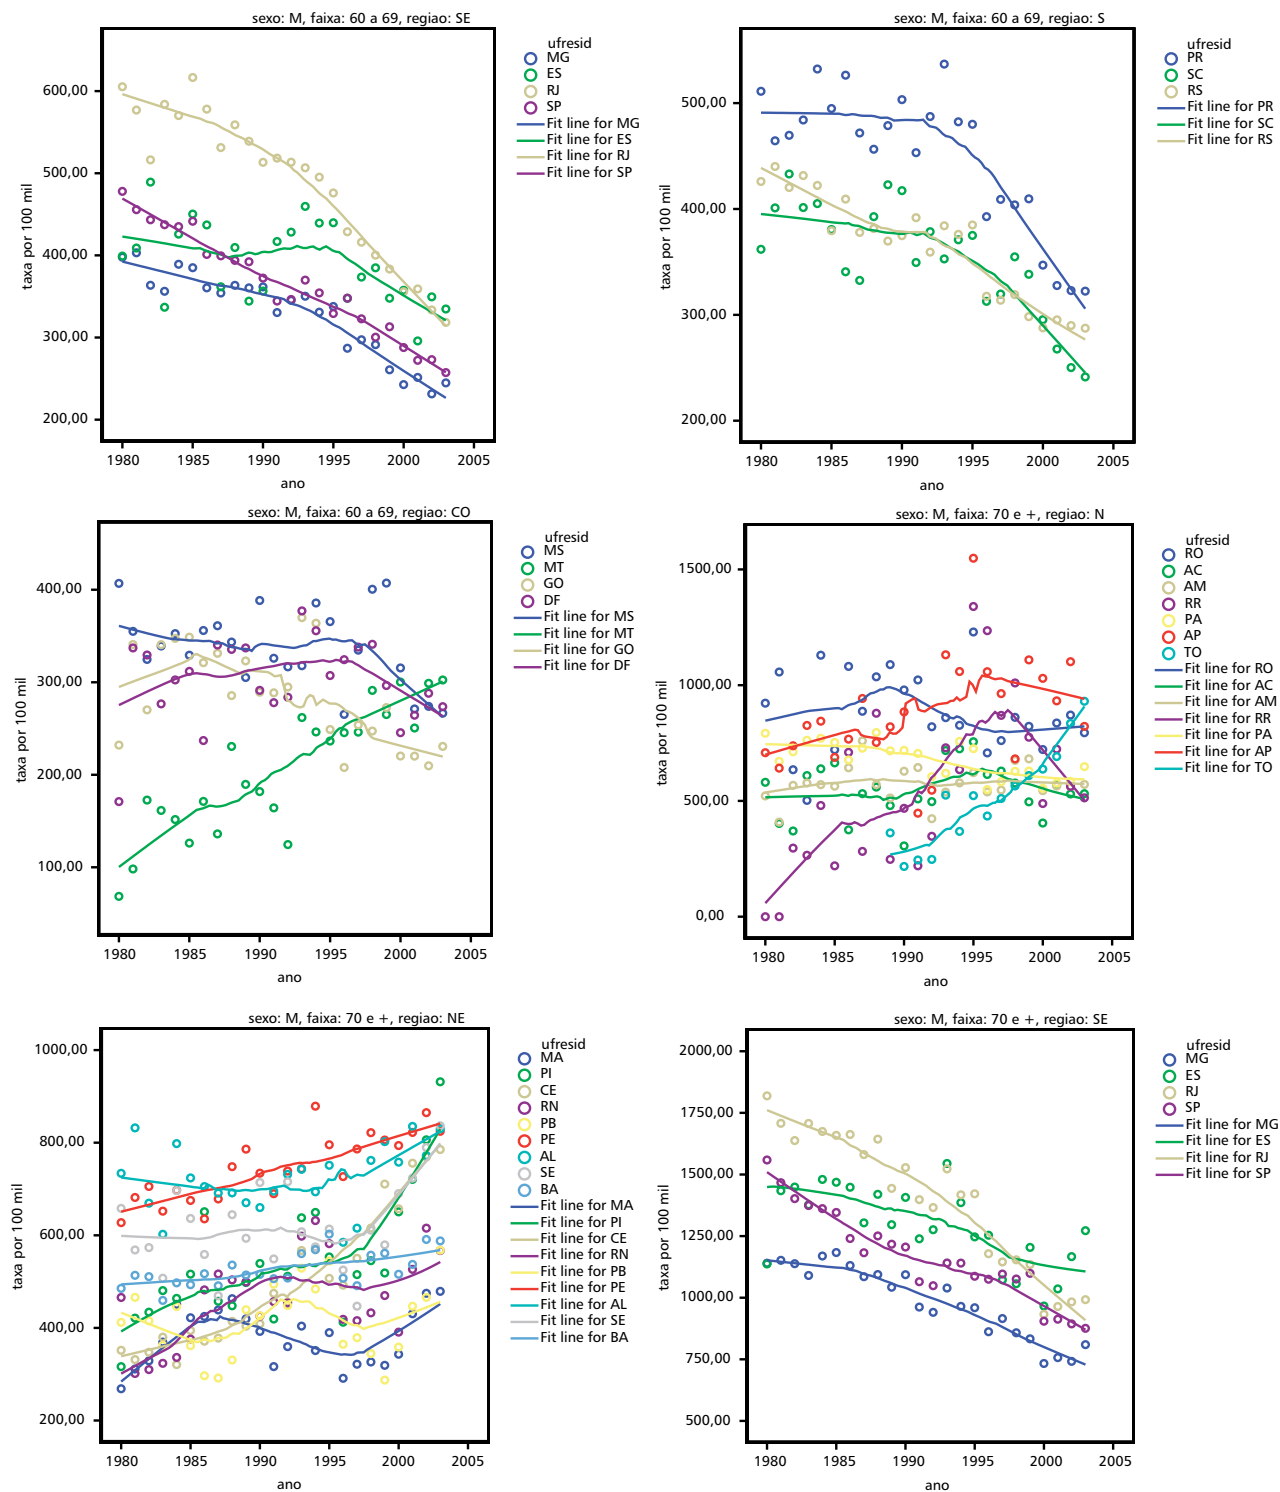 sexo: M, faixa: 60 a 69, regiao: SE
ufresid
MG
ES
RJ
SP
Fit line for MG
Fit line for ES
Fit line for RJ
Fit line for SP
taxa por 100 mil
600,00
500,00
400,00
300,00
200,00
1980 1985 1990 1995 2000 2005
ano
sexo: M, faixa: 60 a 69, regiao: S
ufresid
PR
SC
RS
Fit line for PR
Fit line for SC
Fit line for RS
taxa por 100 mil
500,00
400,00
300,00
200,00
1980 1985 1990 1995 2000 2005
ano
sexo: M, faixa: 60 a 69, regiao: CO
ufresid
MS
MT
GO
DF
Fit line for MS
Fit line for MT
Fit line for GO
Fit line for DF
taxa por 100 mil
400,00
300,00
200,00
100,00
1980 1985 1990 1995 2000 2005
ano
sexo: M, faixa: 70 e +, regiao: N
ufresid
RO
AC
AM
RR
PA
AP
TO
Fit line for RO
Fit line for AC
Fit line for AM
Fit line for RR
Fit line for PA
Fit line for AP
Fit line for TO
taxa por 100 mil
1500,00
1000,00
500,00
0,00
1980 1985 1990 1995 2000 2005
ano
sexo: M, faixa: 70 e +, regiao: NE
ufresid
MA
PI
CE
RN
PB
PE
AL
SE
BA
Fit line for MA
Fit line for PI
Fit line for CE
Fit line for RN
Fit line for PB
Fit line for PE
Fit line for AL
Fit line for SE
Fit line for BA
taxa por 100 mil
1000,00
800,00
600,00
400,00
200,00
1980 1985 1990 1995 2000 2005
ano
sexo: M, faixa: 70 e +, regiao: SE
ufresid
MG
ES
RJ
SP
Fit line for MG
Fit line for ES
Fit line for RJ
Fit line for SP
taxa por 100 mil
2000,00
1750,00
1500,00
1250,00
1000,00
750,00
500,00
1980 1985 1990 1995 2000 2005
ano